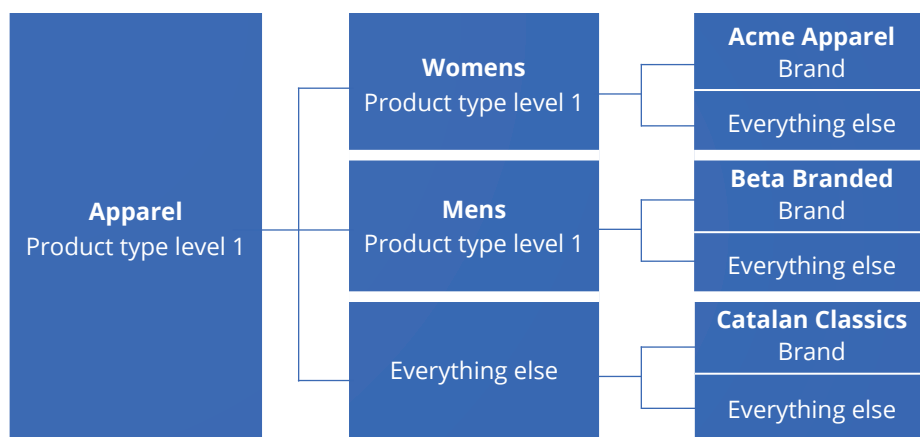 Apparel
Product type level 1
Womens
Product type level 1
Mens
Product type level 1
Everything else
Acme Apparel
Brand
Everything else
Beta Branded
Brand
Everything else
Catalan Classics
Brand
Everything else